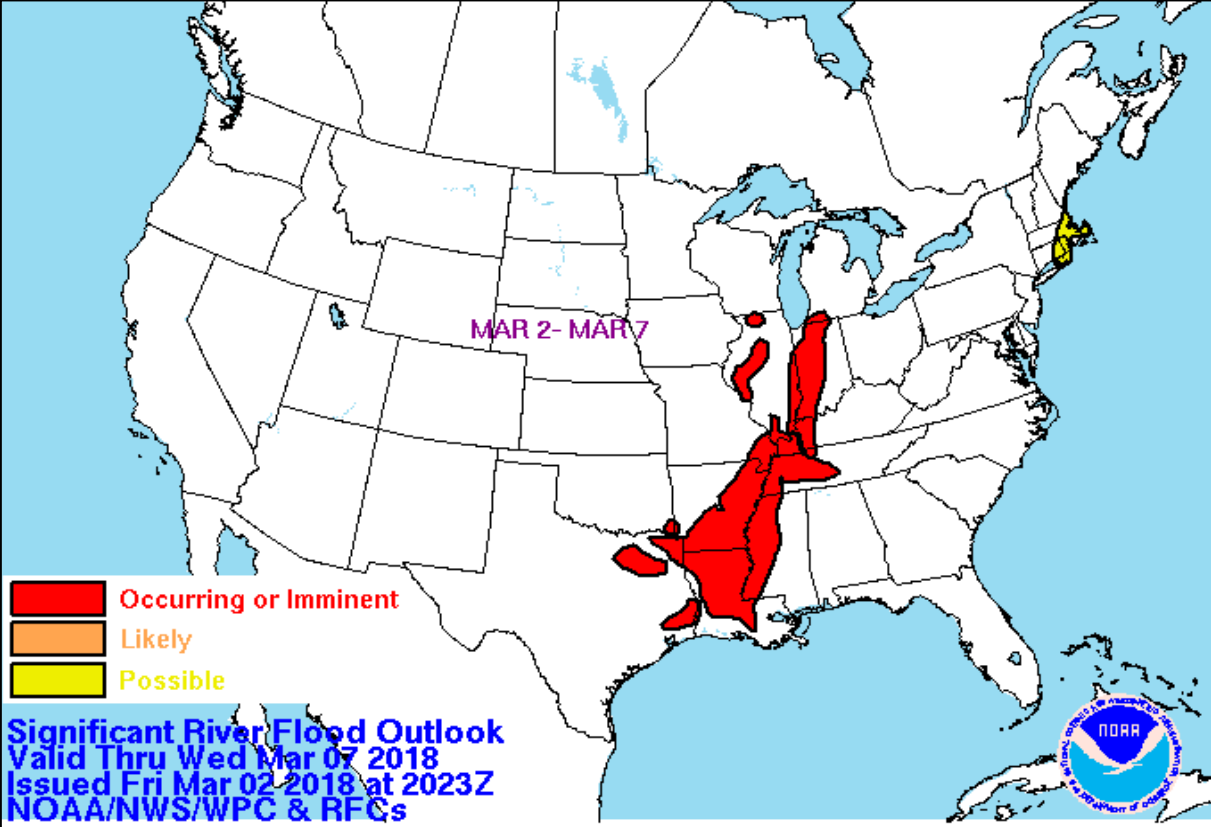 MAR 2- MAR 7
Occurring or Imminent
Likely
Possible
Significant River Flood Outlook
Valid Thru Wed Mar 07 2018
Issued Fri Mar 02 2018 at 2023Z
NOAA/NWS/WPC & RFCs
NOAA